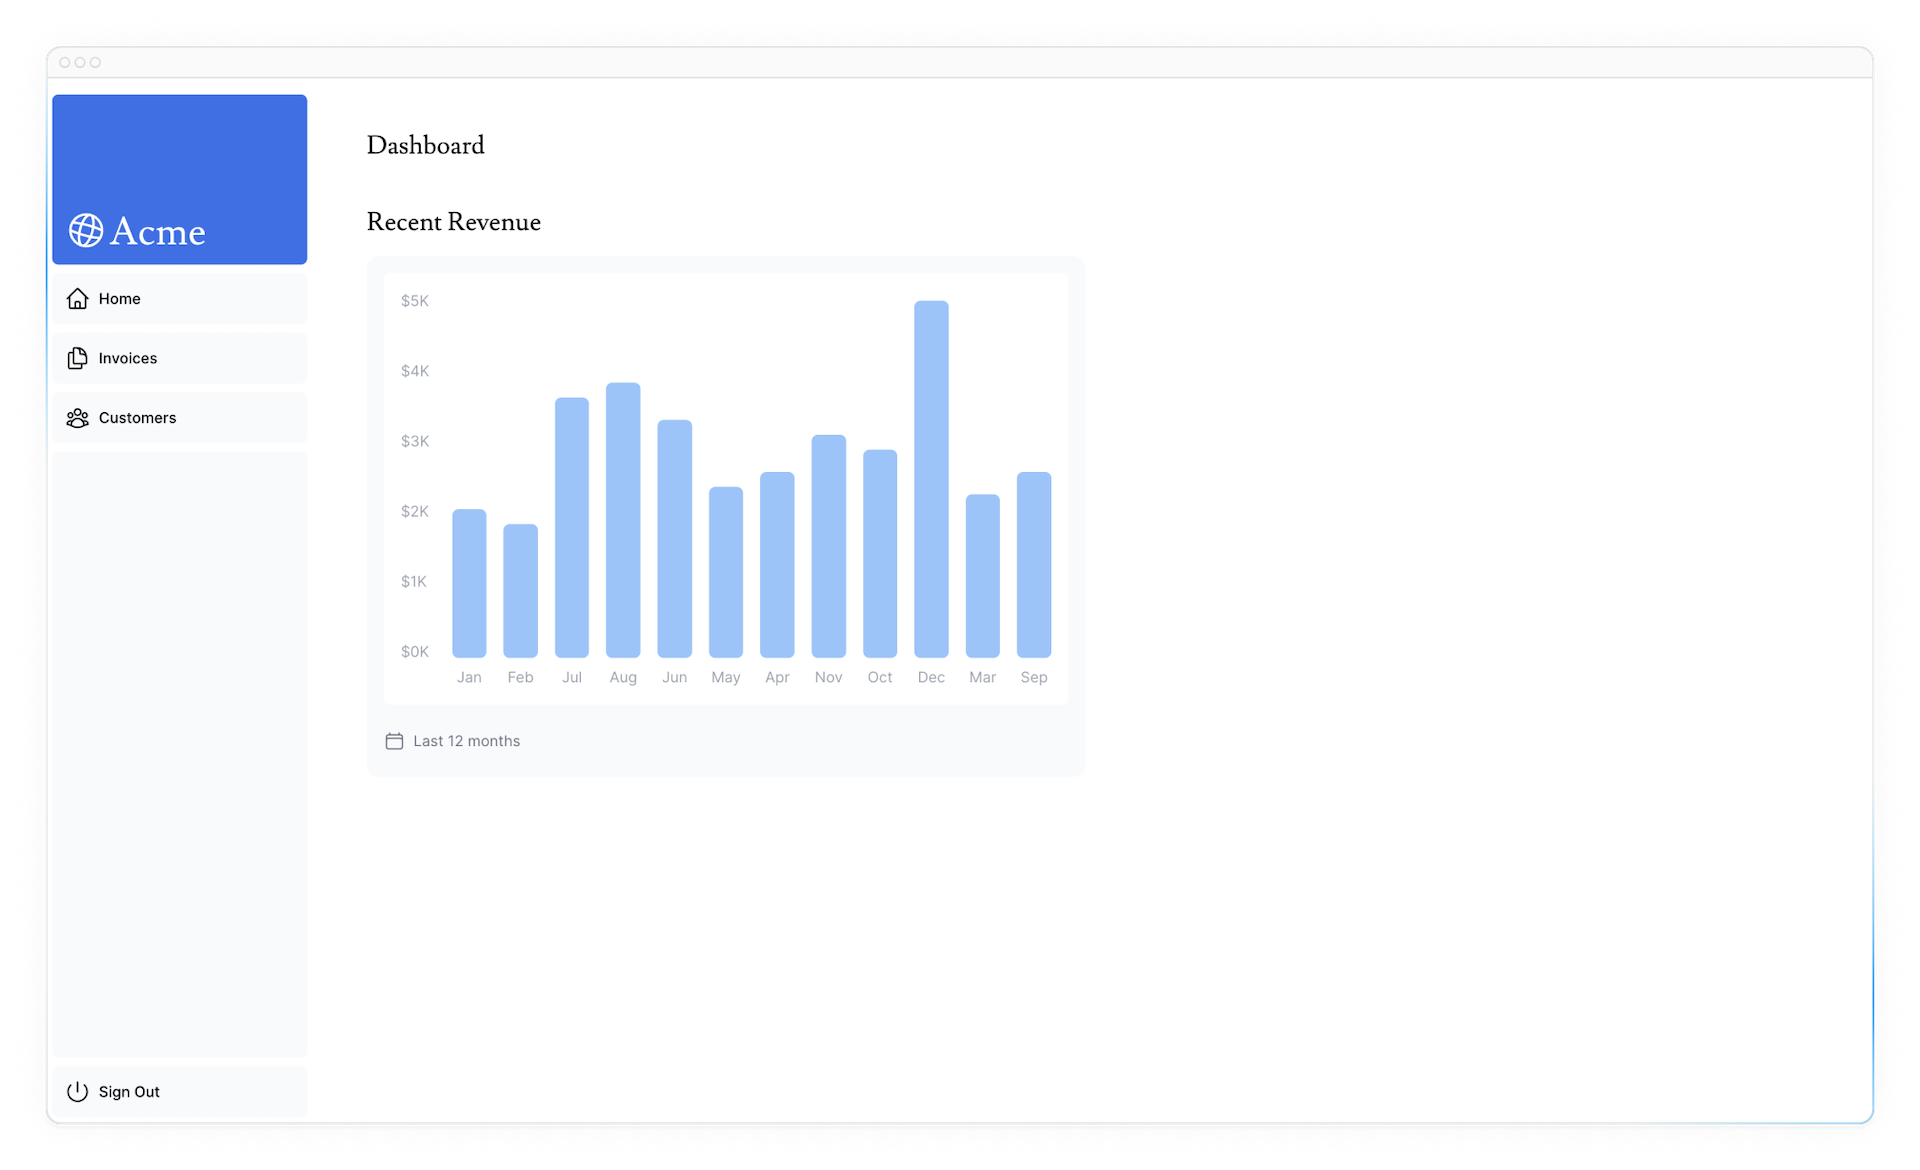 Acme
Home
Invoices
Customers
Sign Out
Dashboard
Recent Revenue
$5K
$4K
$3K
$2K
$1K
$0K
Jan Feb Jul Aug Jun May Apr Nov Oct Dec Mar Sep
Last 12 months